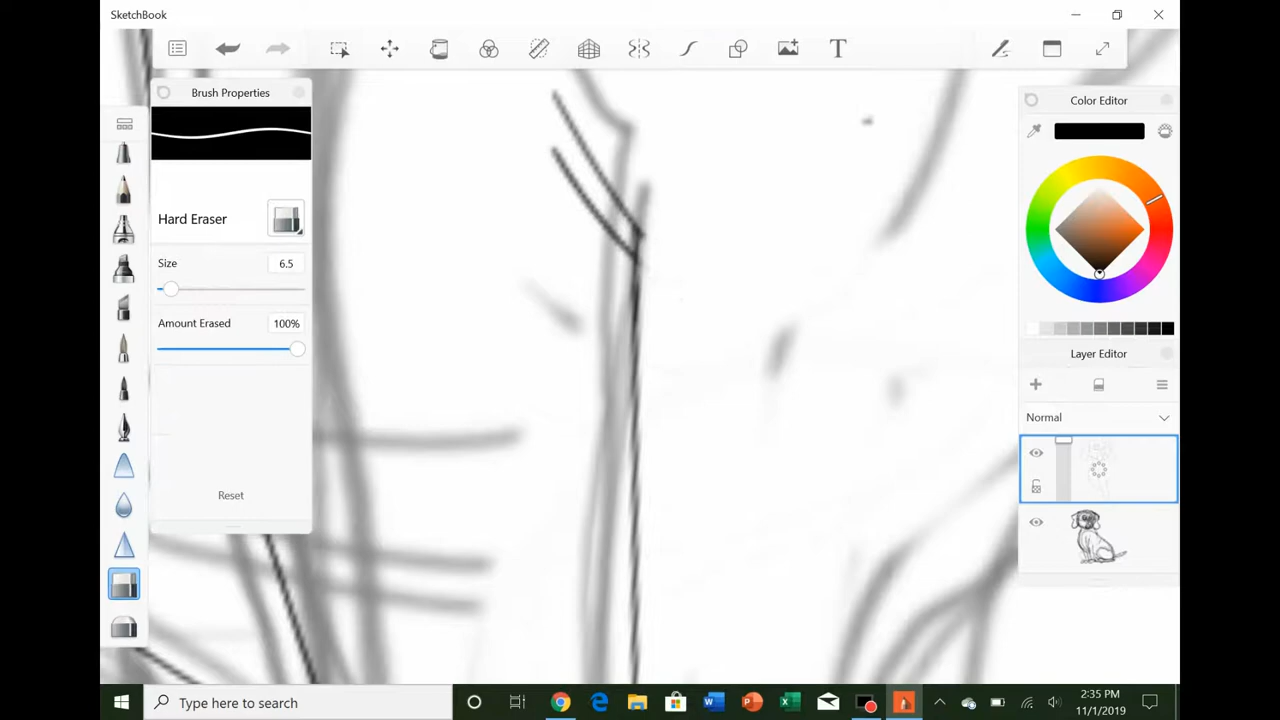 SketchBook
T
Brush Properties
Hard Eraser
Size
6.5
Amount Erased
100%
Reset
Color Editor
Layer Editor
Normal
Type here to search
2:35 PM
11/1/2019